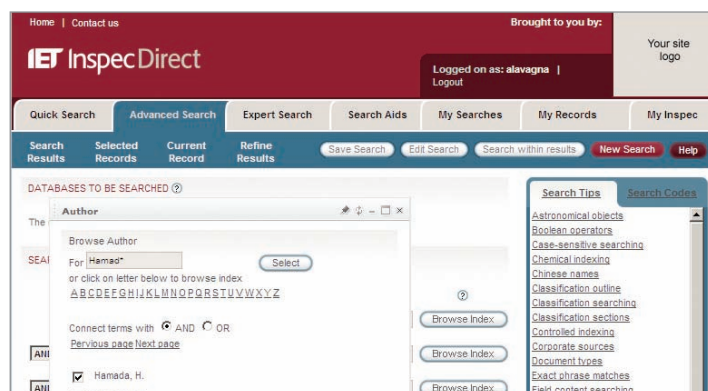 Home | Contact us
Brought to you by:
Your site
logo
IET InspecDirect
Logged on as: alavagna |
Logout
Quick Search
Advanced Search
Expert Search
Search Aids
My Searches
My Records
My Inspec
Search
Results
Selected
Records
Current
Record
Refine
Results
Save Search
Edit Search
Search within results
New Search
Help
DATABASES TO BE SEARCHED
The
SEA
Author
Browse Author
For Hamad*
Select
or click on letter below to browse index
A B C D E F G H I J K L M N O P Q R S T U V W X Y Z
Connect terms with AND OR
Pervious page Next page
Hamada, H.
AND
AND
Browse Index
Browse Index
Browse Index
Search Tips
Search Codes
Astronomical objects
Boolean operators
Case-sensitive searching
Chemical indexing
Chinese names
Classification outline
Classification searching
Classification sections
Controlled indexing
Corporate sources
Document types
Exact phrase matches
Field content searching